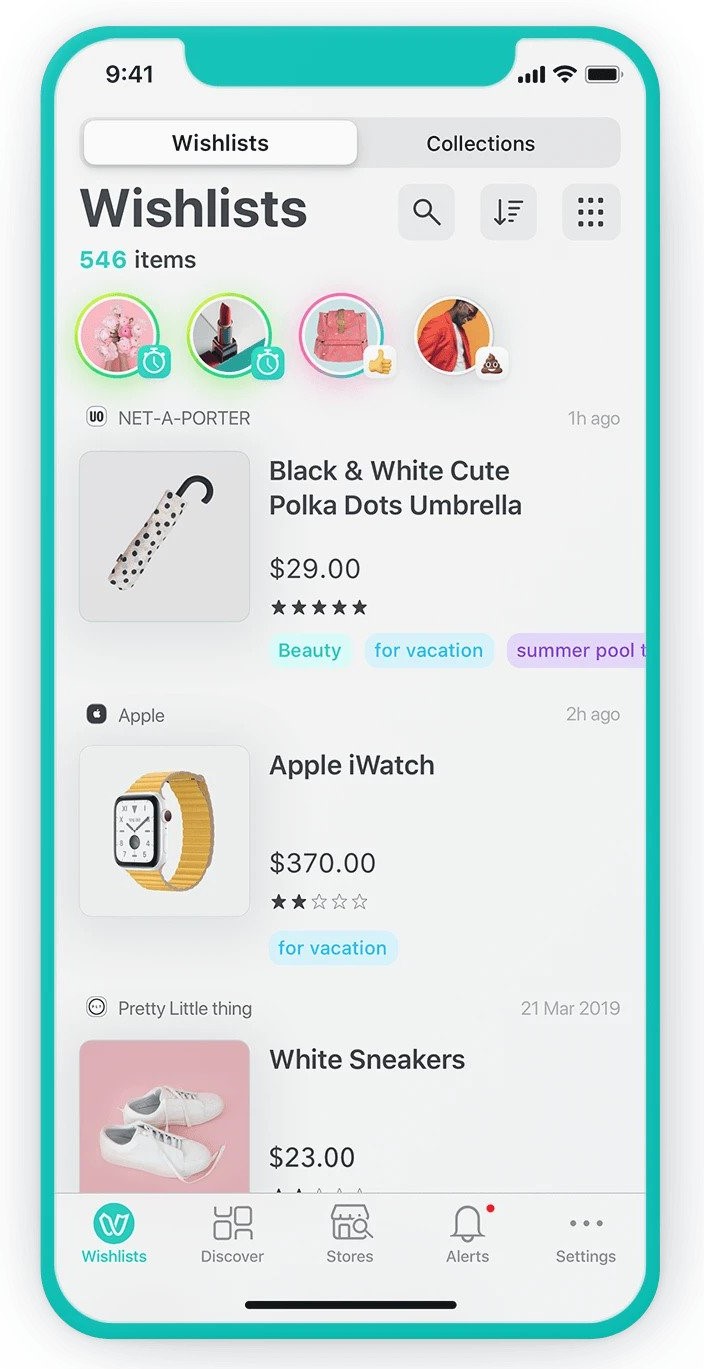 9:41
Wishlists
Collections
Wishlists
546 items
UO NET-A-PORTER
1h ago
Black & White Cute
Polka Dots Umbrella
$29.00
Beauty
for vacation
summer pool
Apple
2h ago
Apple iWatch
$370.00
for vacation
Pretty Little thing
21 Mar 2019
White Sneakers
$23.00
Wishlists
Discover
Stores
Alerts
Settings